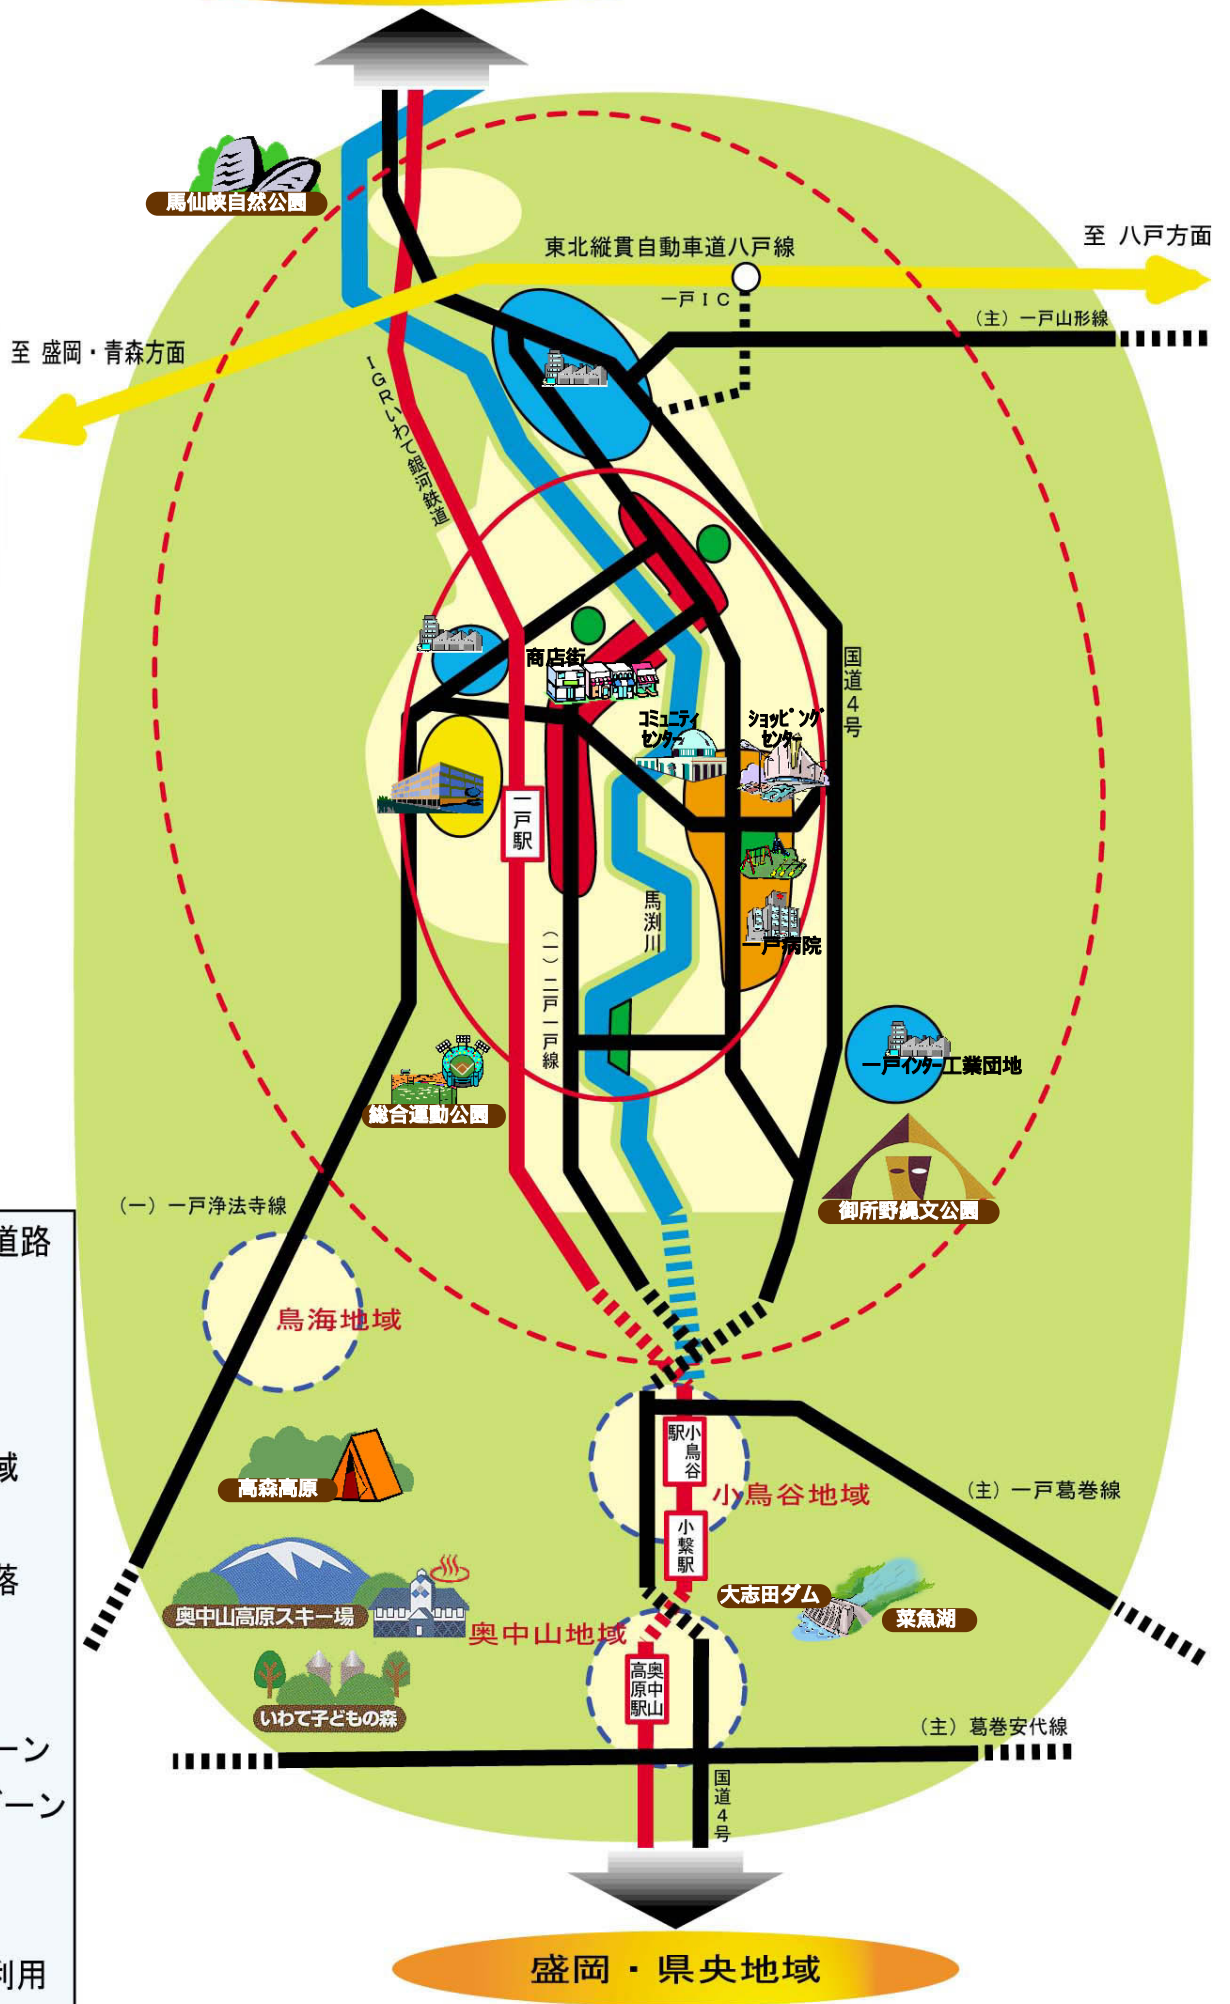 馬仙峡自然公園
東北縦貫自動車道八戸線
至 八戸方面
一戸IC
(主)一戸山形線
至 盛岡・青森方面
IGRいわて銀河鉄道
国道4号
商店街
コミュニティ
センター
ショッピング
センター
一戸駅
馬渕川
一戸病院
(一)二戸一戸線
一戸インター工業団地
総合運動公園
御所野縄文公園
(一)一戸浄法寺線
道路
鳥海地域
小鳥谷
駅
域
高森高原
小鳥谷地域
(主)一戸葛巻線
小繋駅
落
大志田ダム
菜魚湖
奥中山高原スキー場
奥中山地域
奥中山
高原駅
いわて子どもの森
(主)葛巻安代線
ーン
ゾーン
国道4号
利用
盛岡・県央地域